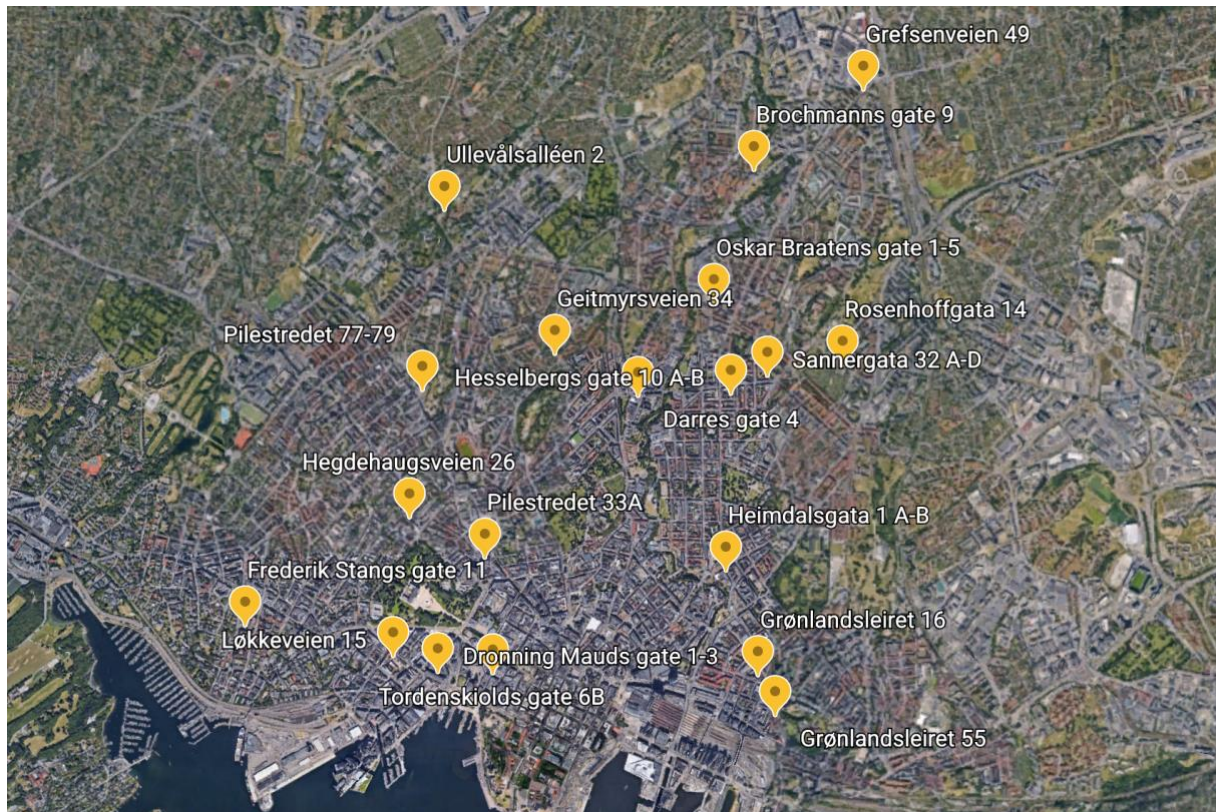 Grefsenveien 49
Brochmanns gate 9
Ullevålsalléen 2
Oskar Braatens gate 1-5
Geitmyrsveien 34
Rosenhoffgata 14
Pilestredet 77-79
Sannergata 32 A-D
Hesselbergs gate 10 A-B
Darres gate 4
Hegdehaugsveien 26
Pilestredet 33A
Heimdalsgata 1 A-B
Frederik Stangs gate 11
Grønlandsleiret 16
Løkkeveien 15
Dronning Mauds gate 1-3
Tordenskiolds gate 6B
Grønlandsleiret 55